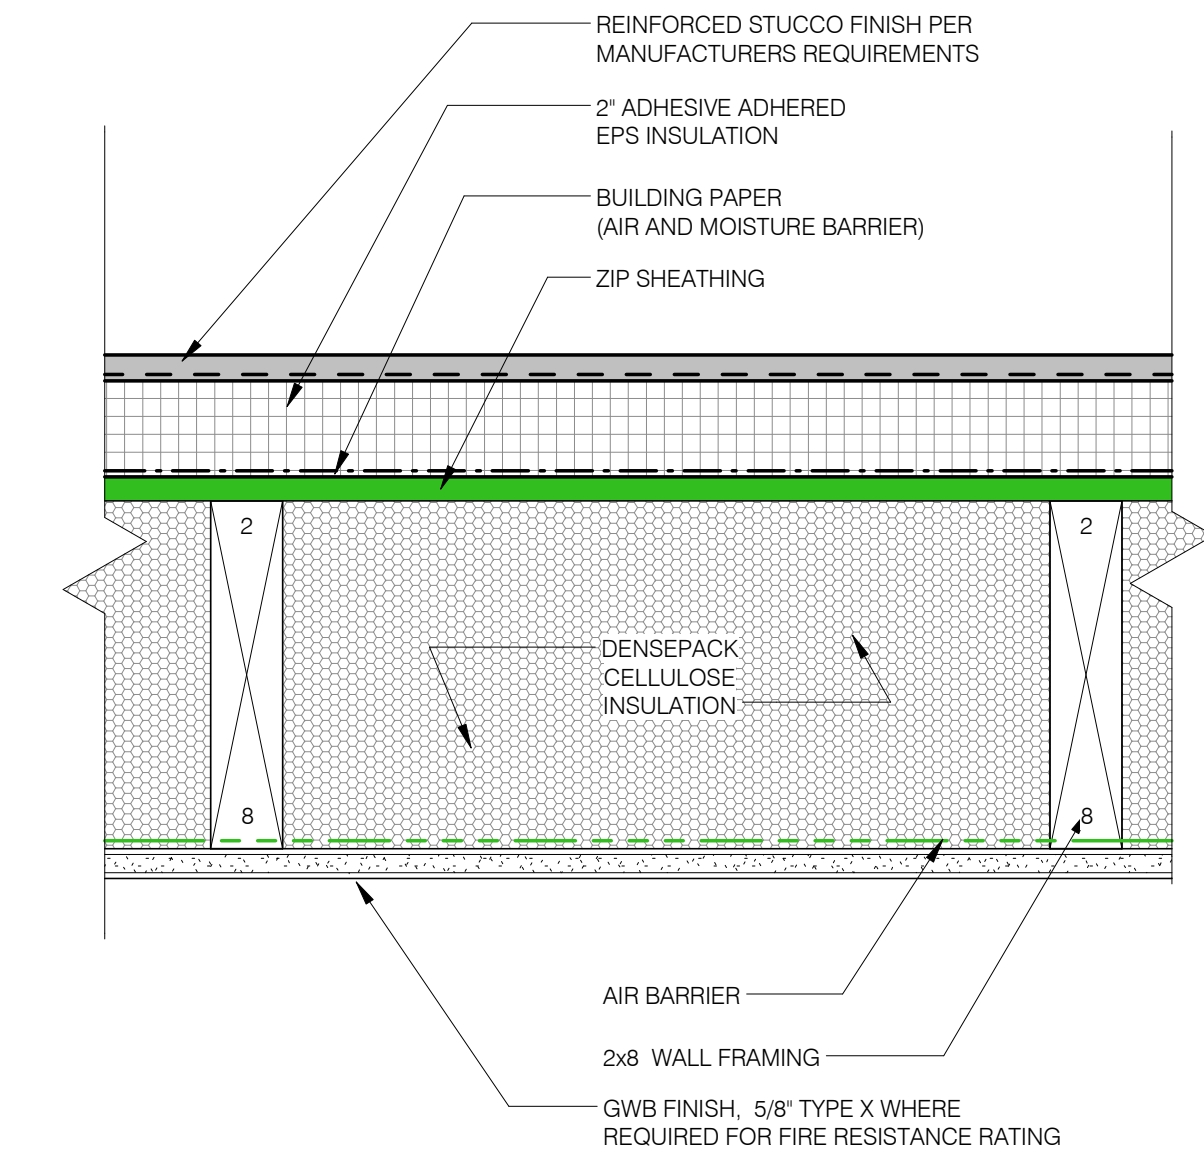 REINFORCED STUCCO FINISH PER
MANUFACTURERS REQUIREMENTS
2" ADHESIVE ADHERED
EPS INSULATION
BUILDING PAPER
(AIR AND MOISTURE BARRIER)
ZIP SHEATHING
2
2
DENSEPACK
CELLULOSE
INSULATION
8
8
AIR BARRIER
2x8 WALL FRAMING
GWB FINISH, 5/8" TYPE X WHERE
REQUIRED FOR FIRE RESISTANCE RATING